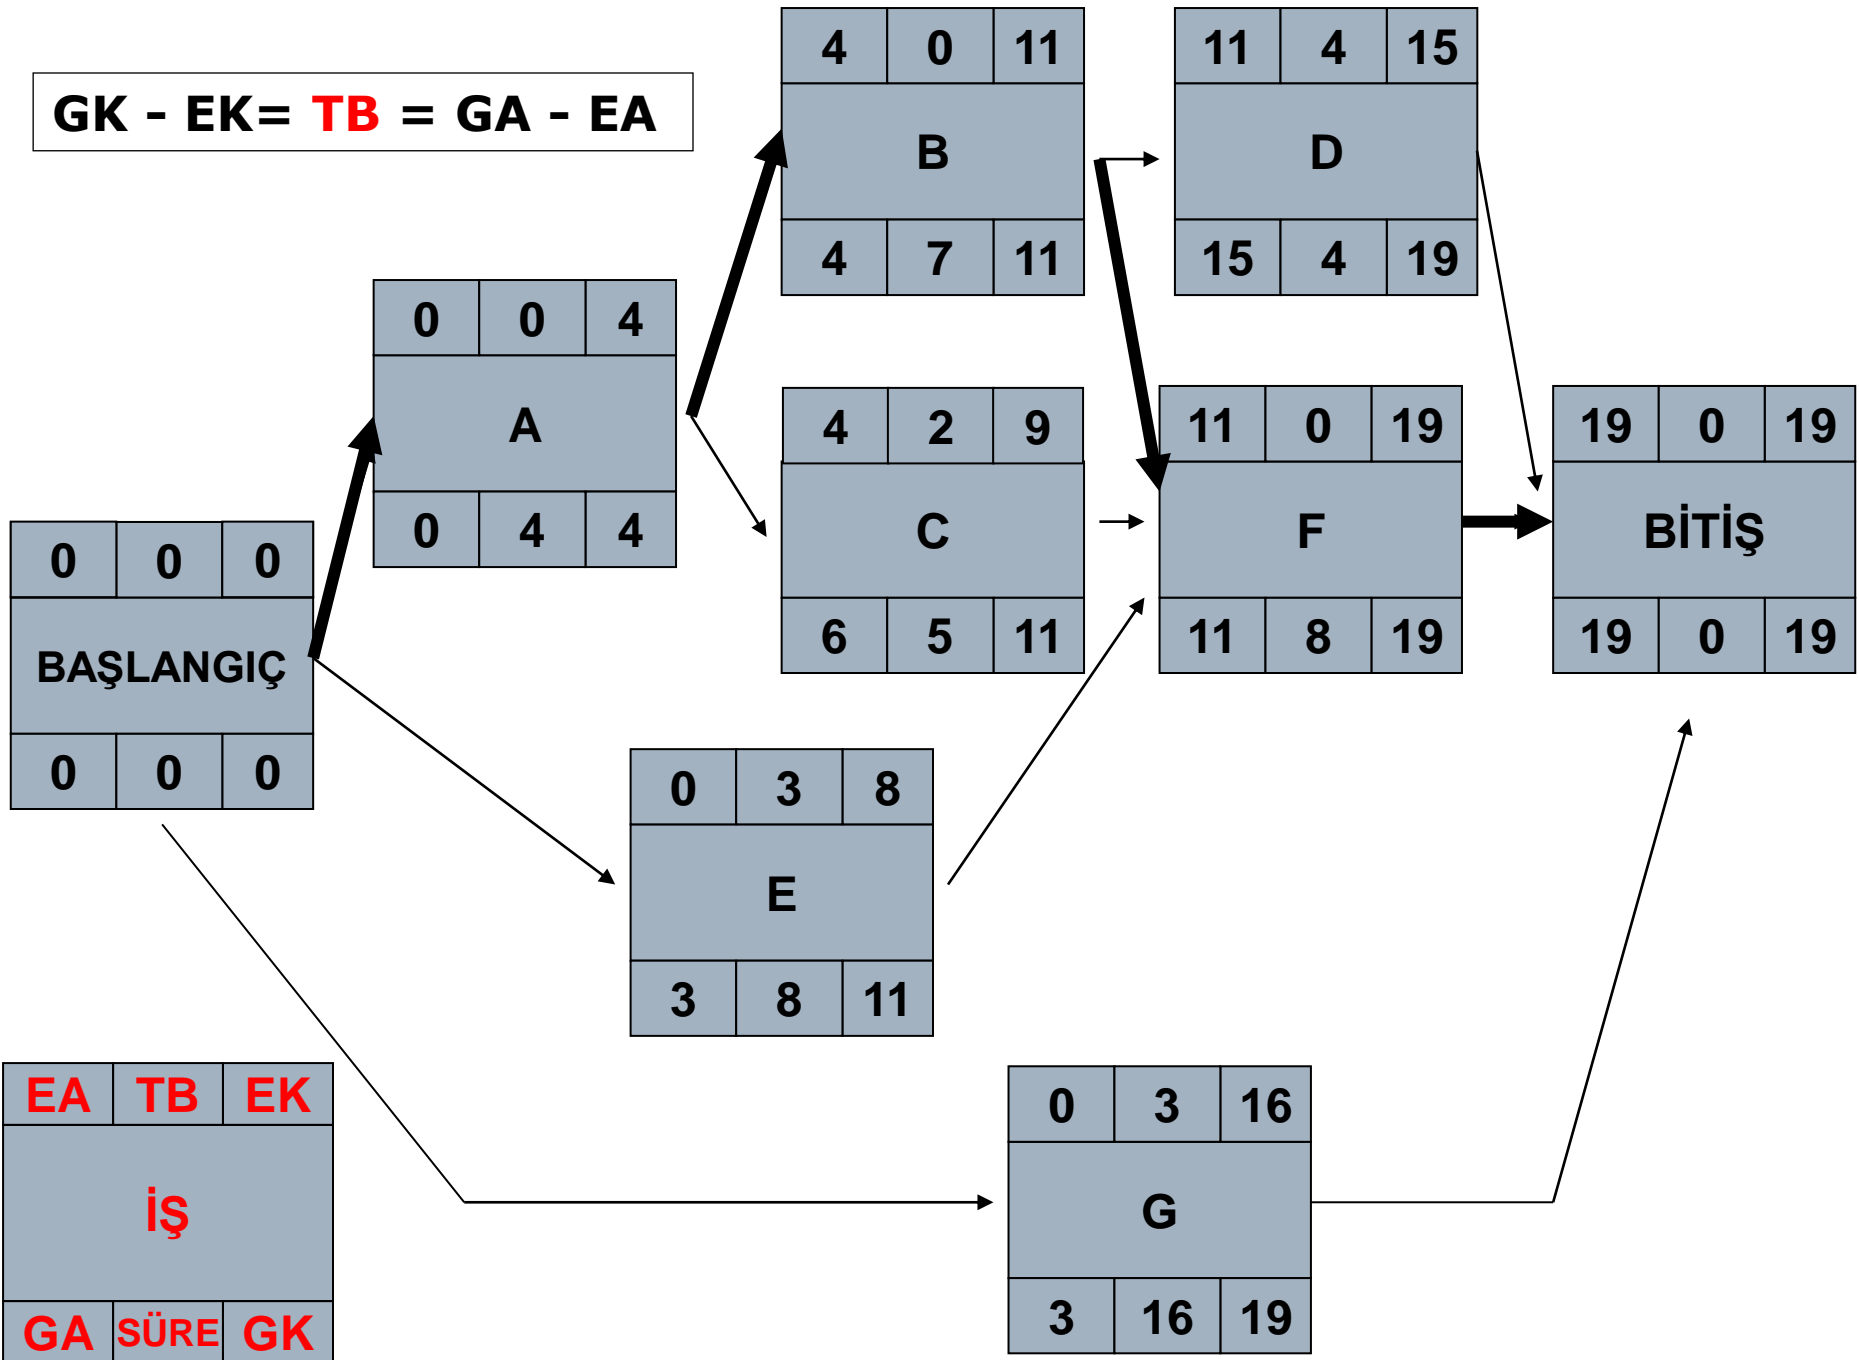 GK – EK= TB = GA – EA
4 0 11
B
4 7 11
11 4 15
D
15 4 19
0 0 4
A
0 4 4
4 2 9
C
6 5 11
11 0 19
F
11 8 19
19 0 19
BİTİŞ
19 0 19
0 0 0
BAŞLANGIÇ
0 0 0
0 3 8
E
3 8 11
EA TB EK
İŞ
GA SÜRE GK
0 3 16
G
3 16 19